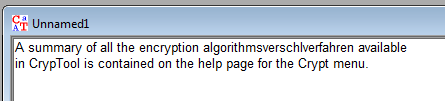 Unnamed1
A summary of all the encryption algorithmsverschlverfahren available
in CrypTool is contained on the help page for the Crypt menu.